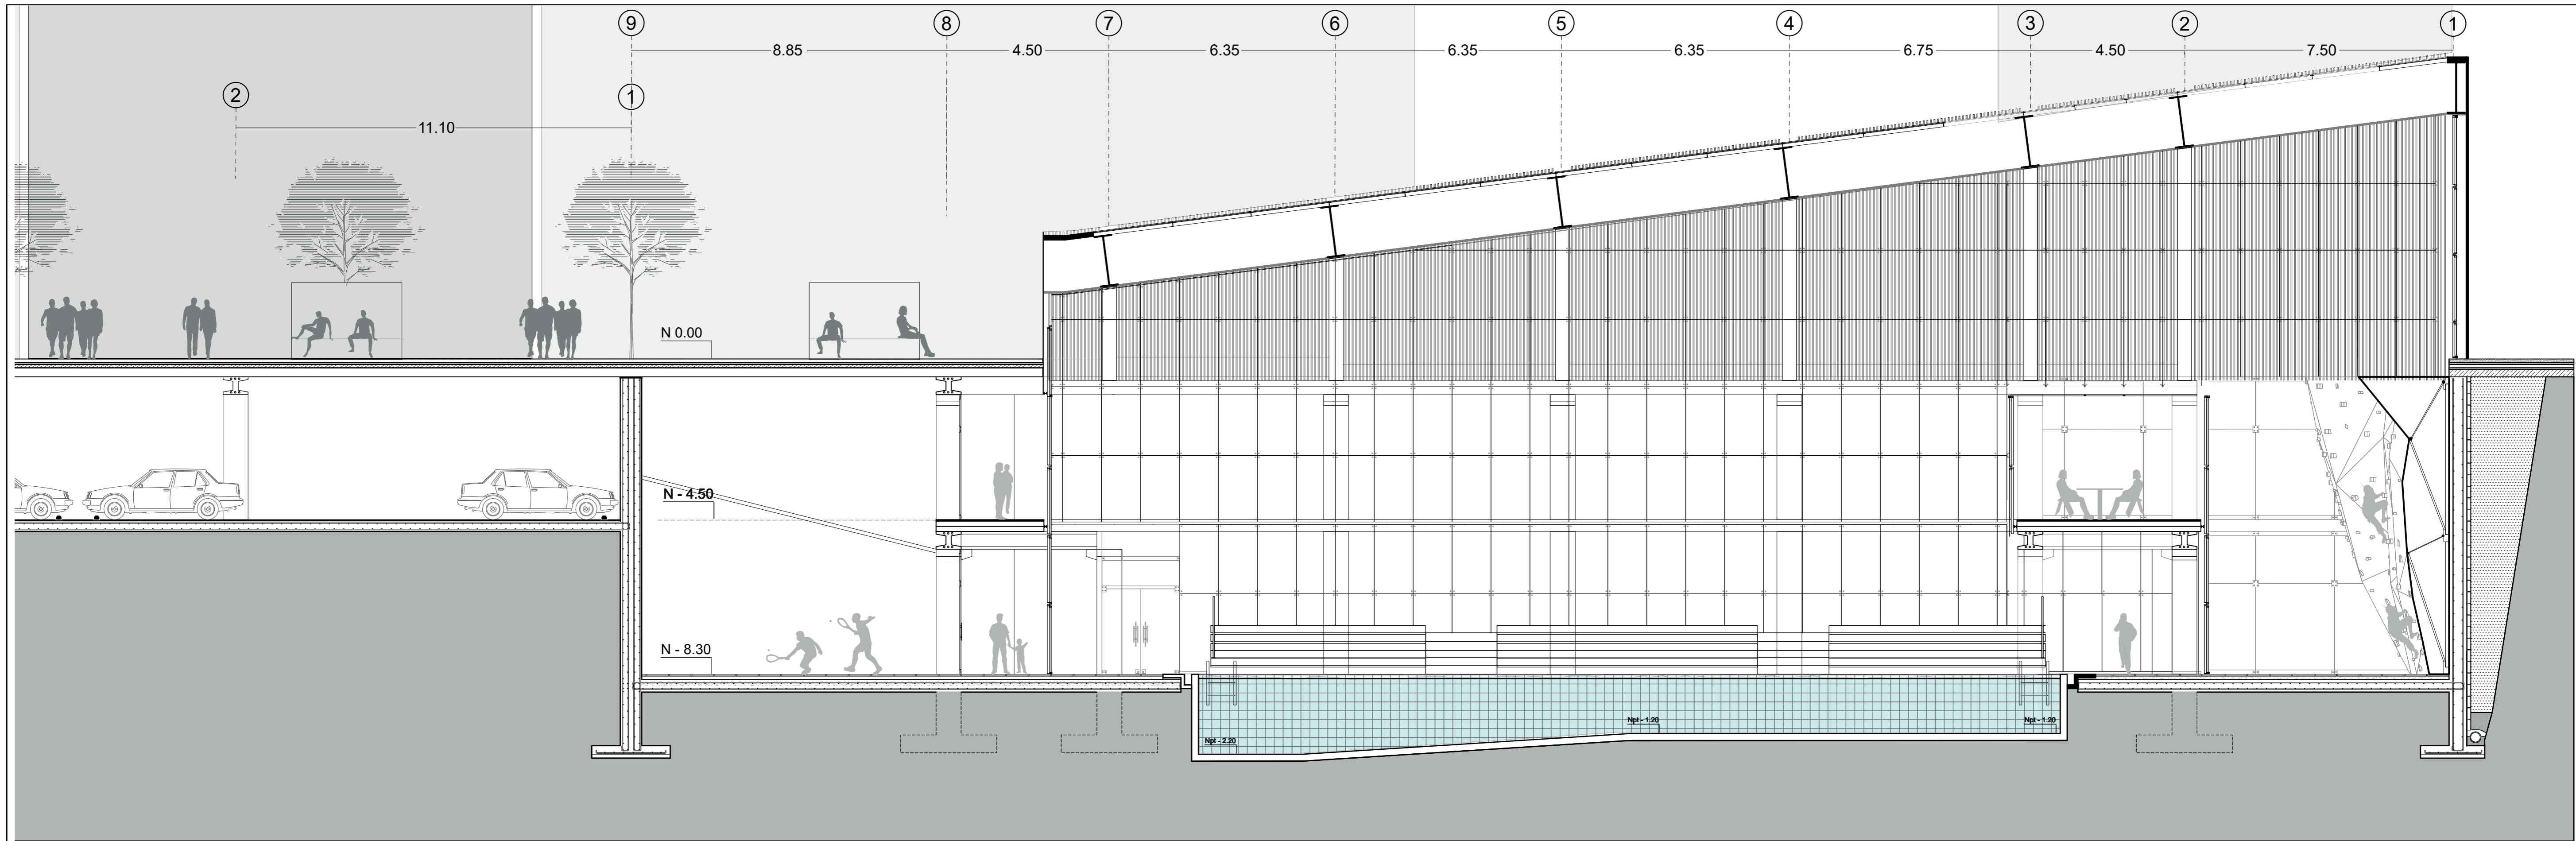 9 8 7 6 5 4 3 2 1
8.85 4.50 6.35 6.35 6.35 6.75 4.50 7.50
2 1
11.10
N 0.00
N - 4.50
N - 8.30
Npt - 1.20 Npt - 1.20
Npt - 2.20